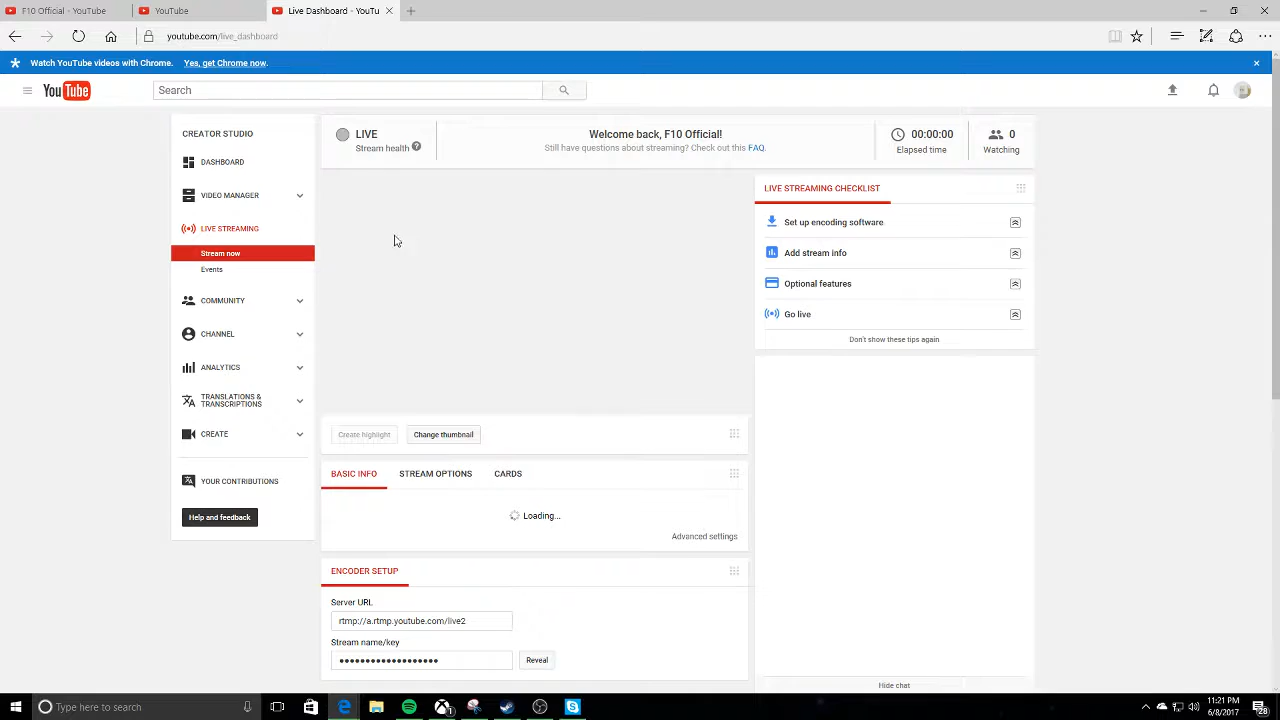 F10 Official - YouTube
YouTube
Live Dashboard - YouTu
youtube.com/live_dashboard
Watch YouTube videos with Chrome. Yes, get Chrome now.
YouTube
Search
CREATOR STUDIO
DASHBOARD
VIDEO MANAGER
LIVE STREAMING
Stream now
Events
COMMUNITY
CHANNEL
ANALYTICS
TRANSLATIONS &
TRANSCRIPTIONS
CREATE
YOUR CONTRIBUTIONS
Help and feedback
LIVE
Stream health
Welcome back, F10 Official!
Still have questions about streaming? Check out this FAQ.
00:00:00
Elapsed time
0
Watching
LIVE STREAMING CHECKLIST
Set up encoding software
Add stream info
Optional features
Go live
Don't show these tips again
Create highlight
Change thumbnail
BASIC INFO
STREAM OPTIONS
CARDS
Loading...
Advanced settings
ENCODER SETUP
Server URL
rtmp://a.rtmp.youtube.com/live2
Stream name/key
••••••••••••••••••
Reveal
Hide chat
Type here to search
11:21 PM
6/8/2017
28